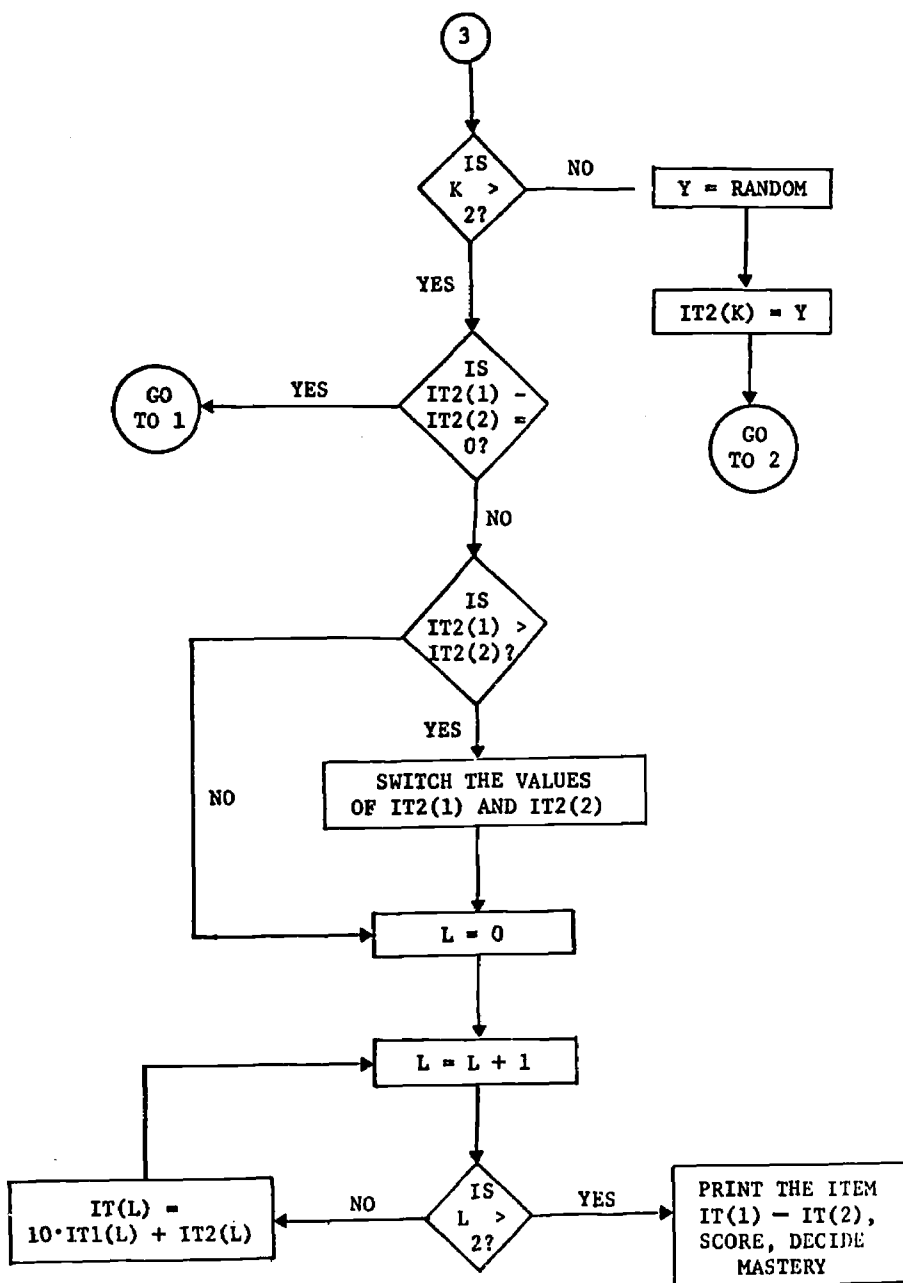 3
IS
K >
2?
NO
Y = RANDOM
YES
IT2(K) = Y
IS
IT2(1) -
IT2(2) =
0?
YES
GO
TO 1
GO
TO 2
NO
IS
IT2(1) >
IT2(2)?
YES
NO
SWITCH THE VALUES
OF IT2(1) AND IT2(2)
L = 0
L = L + 1
IS
L >
2?
NO
IT(L) =
10·IT1(L) + IT2(L)
YES
PRINT THE ITEM
IT(1) - IT(2),
SCORE, DECIDE
MASTERY